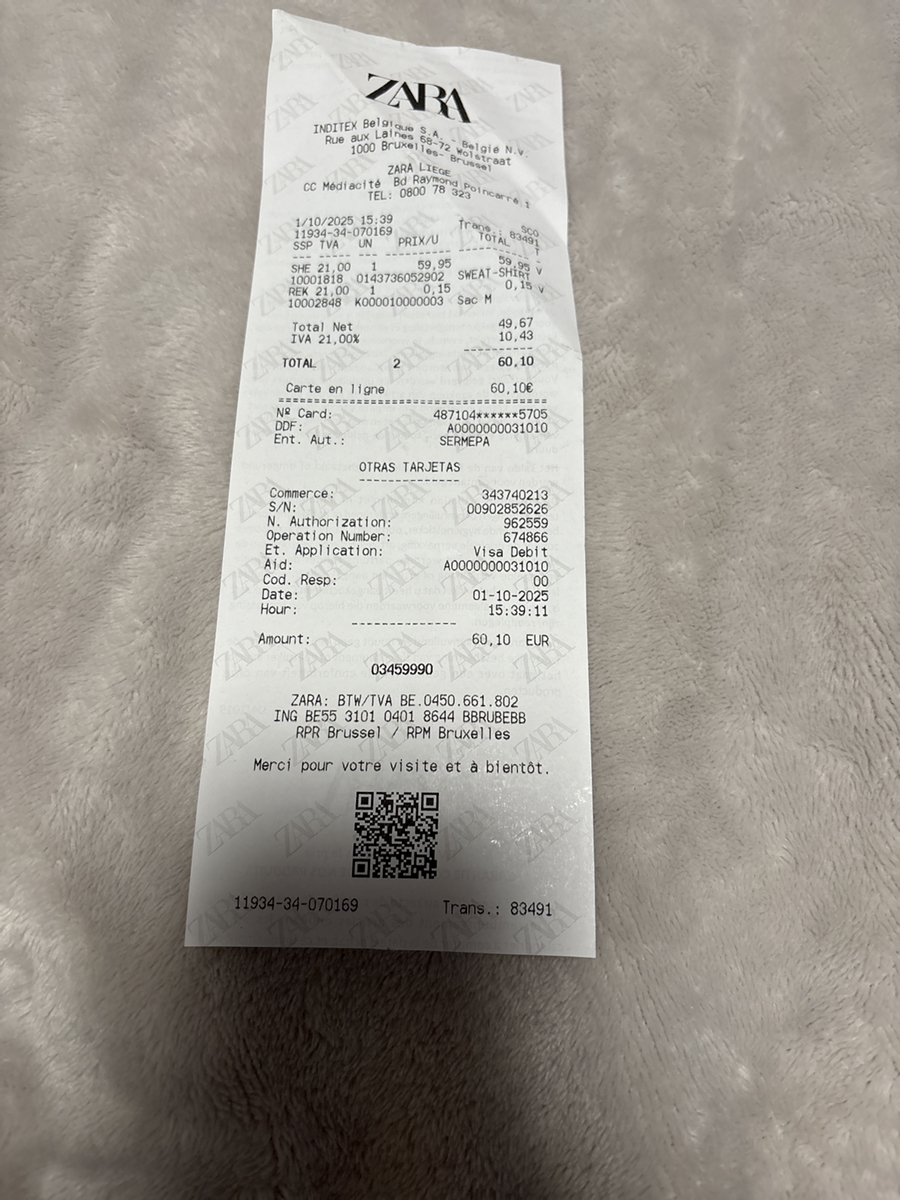 ZARA
INDITEX Belgique S.A. - België N.V.
Rue aux Laines 68-72 Wolstraat
1000 Bruxelles- Brussel
ZARA LIEGE
CC Médiacité Bd Raymond Poincarré 1
TEL: 0800 78 323
1/10/2025 15:39 SCO
11934-34-070169 Trans.: 83491
SSP TVA UN PRIX/U TOTAL T
--- --- ---- --------- ----------- -
SHE 21,00 1 59,95 59,95 V
10001818 0143736052902 SWEAT-SHIRT
REK 21,00 1 0,15 0,15 V
10002848 K000010000003 Sac M
Total Net 49,67
IVA 21,00% 10,43
----------
TOTAL 2 60,10
Carte en ligne 60,10€
======================================
Nº Card: 487104******5705
DDF: A0000000031010
Ent. Aut.: SERMEPA
OTRAS TARJETAS
--------------
Commerce: 343740213
S/N: 00902852626
N. Authorization: 962559
Operation Number: 674866
Et. Application: Visa Debit
Aid: A0000000031010
Cod. Resp: 00
Date: 01-10-2025
Hour: 15:39:11
--------------
Amount: 60,10 EUR
03459990
ZARA: BTW/TVA BE.0450.661.802
ING BE55 3101 0401 8644 BBRUBEBB
RPR Brussel / RPM Bruxelles
Merci pour votre visite et à bientôt.
11934-34-070169 Trans.: 83491